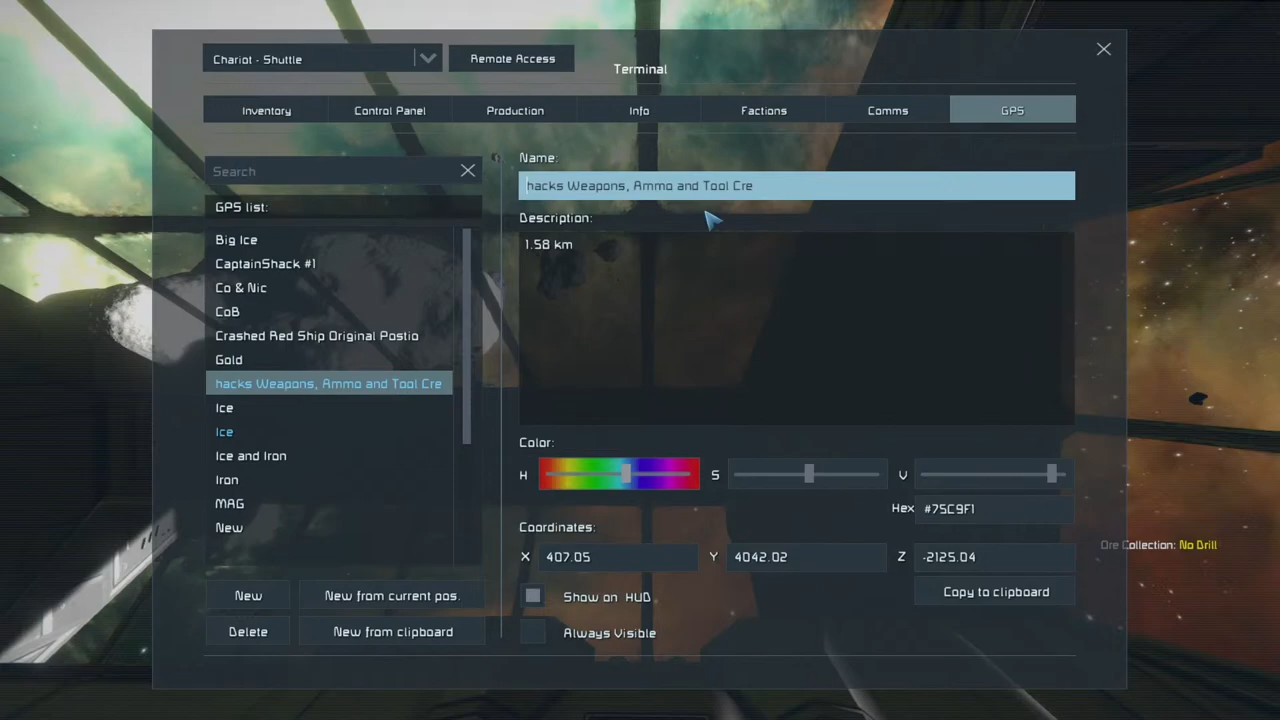 Chariot - Shuttle
Remote Access
Terminal
Inventory
Control Panel
Production
Info
Factions
Comms
GPS
Search
GPS list:
Big Ice
CaptainShack #1
Co & Nic
CoB
Crashed Red Ship Original Postio
Gold
hacks Weapons, Ammo and Tool Cre
Ice
Ice
Ice and Iron
Iron
MAG
New
New
New from current pos.
Delete
New from clipboard
Name:
hacks Weapons, Ammo and Tool Cre
Description:
1.58 km
Color:
H
S
V
Hex #75C9F1
Coordinates:
X 407.05
Y 4042.02
Z -2125.04
Show on HUD
Copy to clipboard
Always Visible
Ore Collection: No Drill